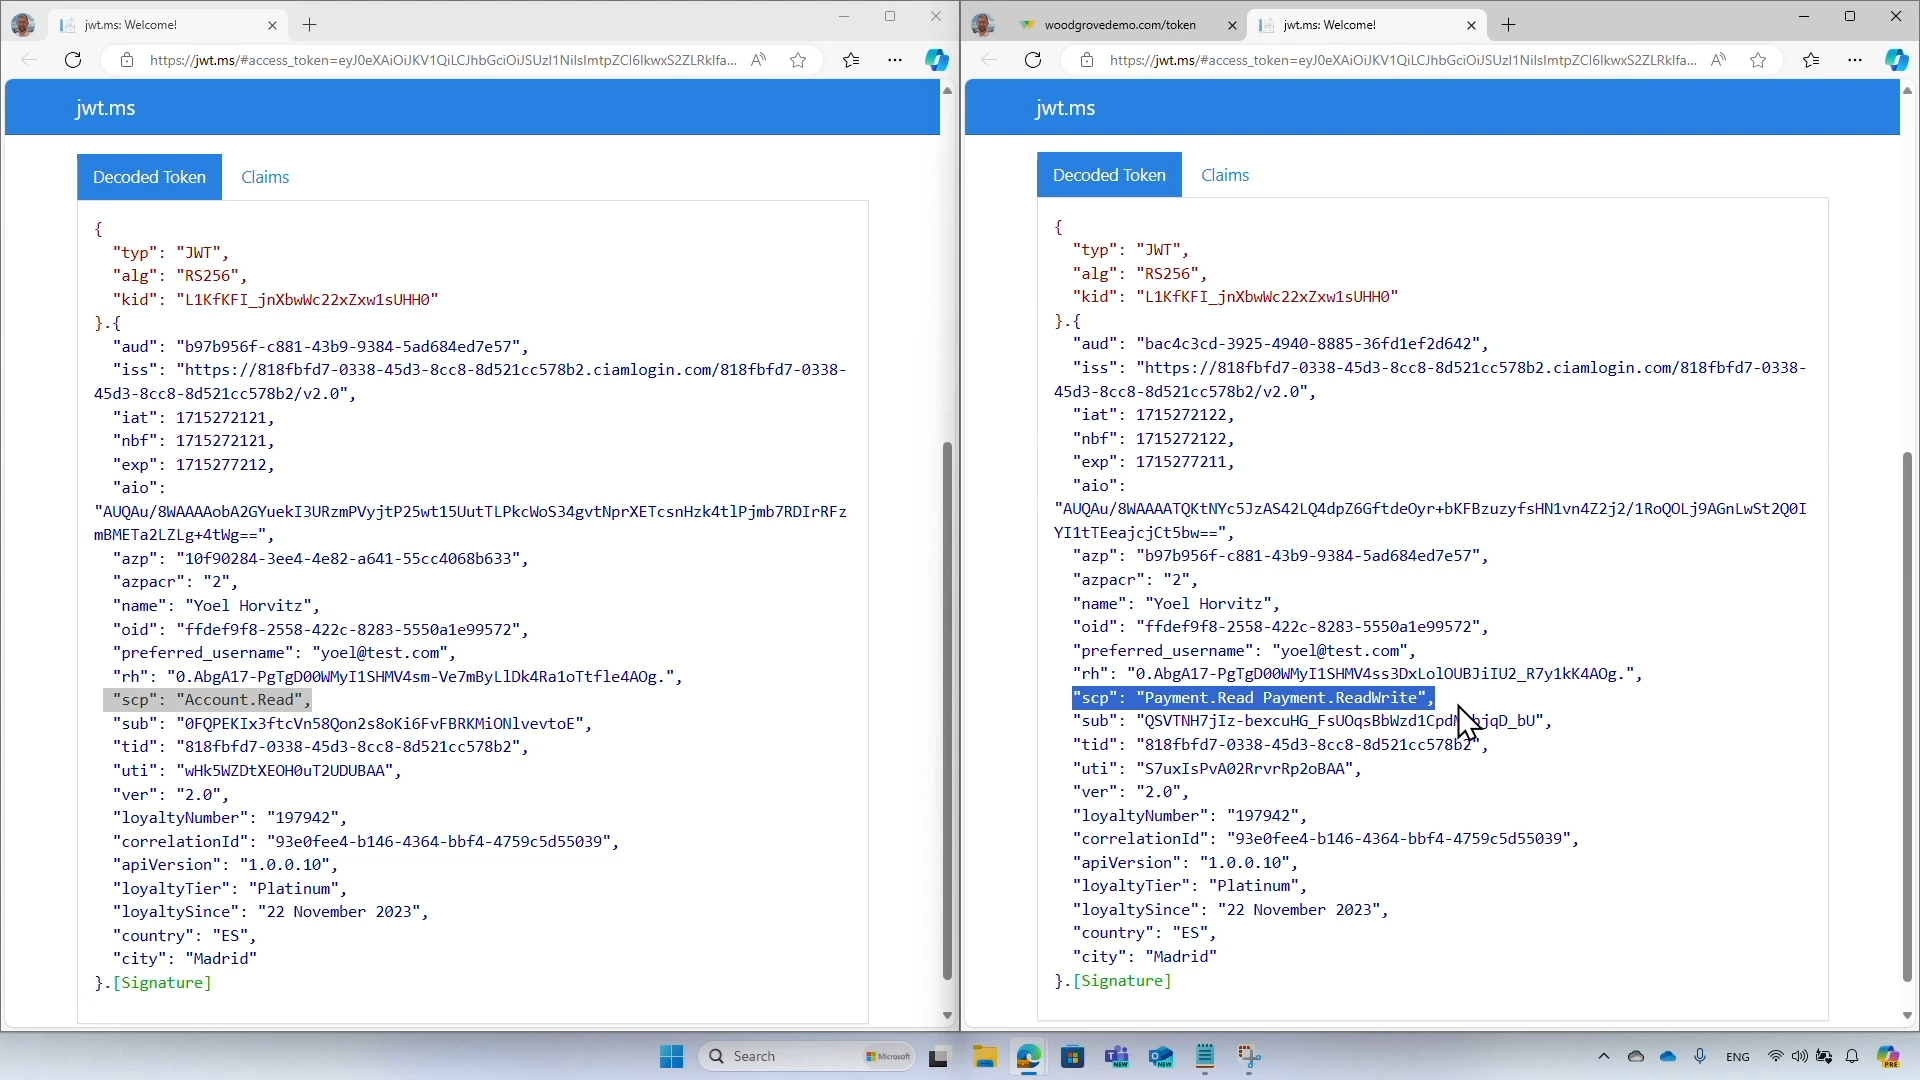 jwt.ms: Welcome!
https://jwt.ms/#access_token=eyJ0eXAiOiJKV1QiLCJhbGciOiJSUzI1NiIsImtpZCI6IkwxS2ZLRklfa...
jwt.ms
Decoded Token
Claims
{
"typ": "JWT",
"alg": "RS256",
"kid": "L1KfKFI_jnXbwWc22xZxw1sUHH0"
}.{
"aud": "b97b956f-c881-43b9-9384-5ad684ed7e57",
"iss": "https://818fbfd7-0338-45d3-8cc8-8d521cc578b2.ciamlogin.com/818fbfd7-0338-
45d3-8cc8-8d521cc578b2/v2.0",
"iat": 1715272121,
"nbf": 1715272121,
"exp": 1715277212,
"aio":
"AUQAu/8WAAAAobA2GYuekI3URzmPVyjtP25wt15UutTLPkcWoS34gvtNprXETcsnHzk4tlPjmb7RDIrRFz
mBMETa2LZLg+4tWg==",
"azp": "10f90284-3ee4-4e82-a641-55cc4068b633",
"azpacr": "2",
"name": "Yoel Horvitz",
"oid": "ffdef9f8-2558-422c-8283-5550a1e99572",
"preferred_username": "yoel@test.com",
"rh": "0.AbgA17-PgTgD00WMyI1SHMV4sm-Ve7mByLlDk4Ra1oTtfle4AOg.",
"scp": "Account.Read",
"sub": "0FQPEKIx3ftcVn58Qon2s8oKi6FvFBRKMiONlvevtoE",
"tid": "818fbfd7-0338-45d3-8cc8-8d521cc578b2",
"uti": "wHk5WZDtXEOH0uT2UDUBAA",
"ver": "2.0",
"loyaltyNumber": "197942",
"correlationId": "93e0fee4-b146-4364-bbf4-4759c5d55039",
"apiVersion": "1.0.0.10",
"loyaltyTier": "Platinum",
"loyaltySince": "22 November 2023",
"country": "ES",
"city": "Madrid"
}.[Signature]
woodgrovedemo.com/token
jwt.ms: Welcome!
https://jwt.ms/#access_token=eyJ0eXAiOiJKV1QiLCJhbGciOiJSUzI1NiIsImtpZCI6IkwxS2ZLRklfa...
jwt.ms
Decoded Token
Claims
{
"typ": "JWT",
"alg": "RS256",
"kid": "L1KfKFI_jnXbwWc22xZxw1sUHH0"
}.{
"aud": "bac4c3cd-3925-4940-8885-36fd1ef2d642",
"iss": "https://818fbfd7-0338-45d3-8cc8-8d521cc578b2.ciamlogin.com/818fbfd7-0338-
45d3-8cc8-8d521cc578b2/v2.0",
"iat": 1715272122,
"nbf": 1715272122,
"exp": 1715277211,
"aio":
"AUQAu/8WAAAATQKtNYc5JzAS42LQ4dpZ6GftdeOyr+bKFBzuzyfsHN1vn4Z2j2/1RoQOLj9AGnLwSt2Q0I
YI1tTEeajcjCt5bw==",
"azp": "b97b956f-c881-43b9-9384-5ad684ed7e57",
"azpacr": "2",
"name": "Yoel Horvitz",
"oid": "ffdef9f8-2558-422c-8283-5550a1e99572",
"preferred_username": "yoel@test.com",
"rh": "0.AbgA17-PgTgD00WMyI1SHMV4ss3DxLolOUBJiIU2_R7y1kK4AOg.",
"scp": "Payment.Read Payment.ReadWrite",
"sub":
"tid": "818fbfd7-0338-45d3-8cc8-8d521cc578b2",
"uti": "S7uxIsPvA02RrvrRp2oBAA",
"ver": "2.0",
"loyaltyNumber": "197942",
"correlationId": "93e0fee4-b146-4364-bbf4-4759c5d55039",
"apiVersion": "1.0.0.10",
"loyaltyTier": "Platinum",
"loyaltySince": "22 November 2023",
"country": "ES",
"city": "Madrid"
}.[Signature]
Search
Microsoft
NEW
NEW
ENG
PRE